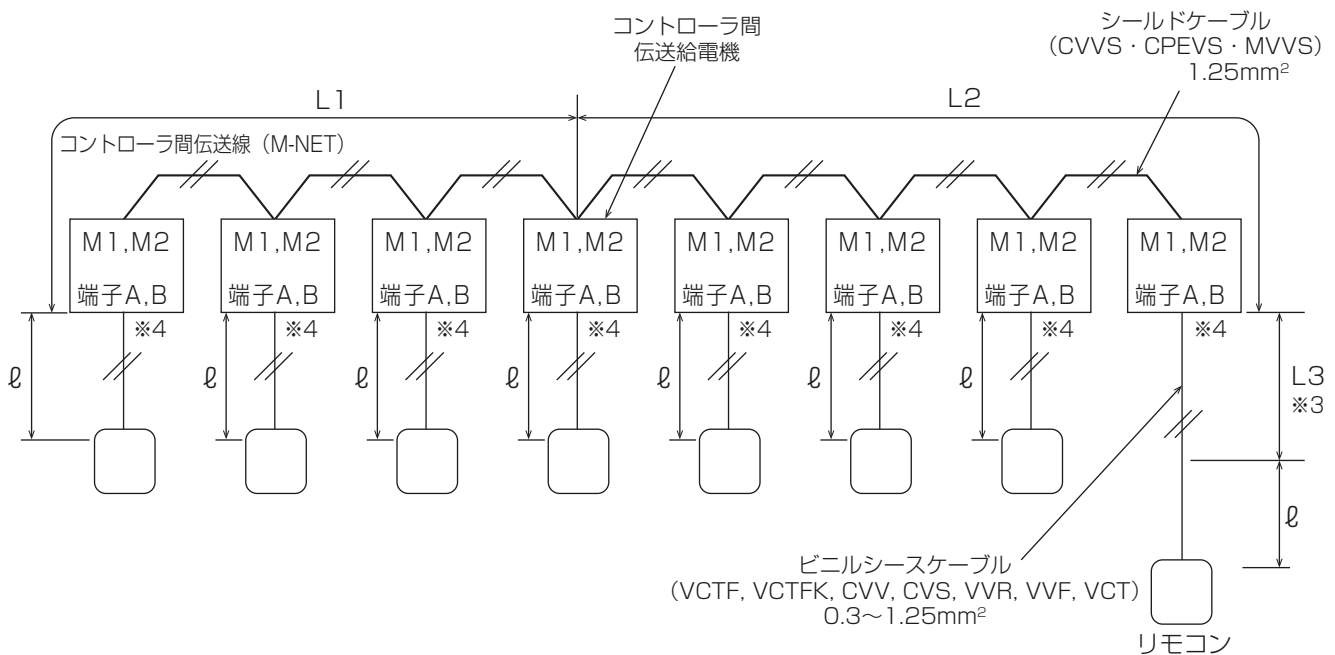 コントローラ間
伝送給電機
シールドケーブル
(CVVS・CPEVS・MVVS)
1.25mm²
L1
L2
コントローラ間伝送線（M-NET）
M1,M2
M1,M2
M1,M2
M1,M2
M1,M2
M1,M2
M1,M2
M1,M2
端子A,B
端子A,B
端子A,B
端子A,B
端子A,B
端子A,B
端子A,B
端子A,B
※4
※4
※4
※4
※4
※4
※4
※4
ℓ
ℓ
ℓ
ℓ
ℓ
ℓ
ℓ
L3
※3
ℓ
ビニルシースケーブル
(VCTF, VCTFK, CVV, CVS, VVR, VVF, VCT)
0.3〜1.25mm²
リモコン